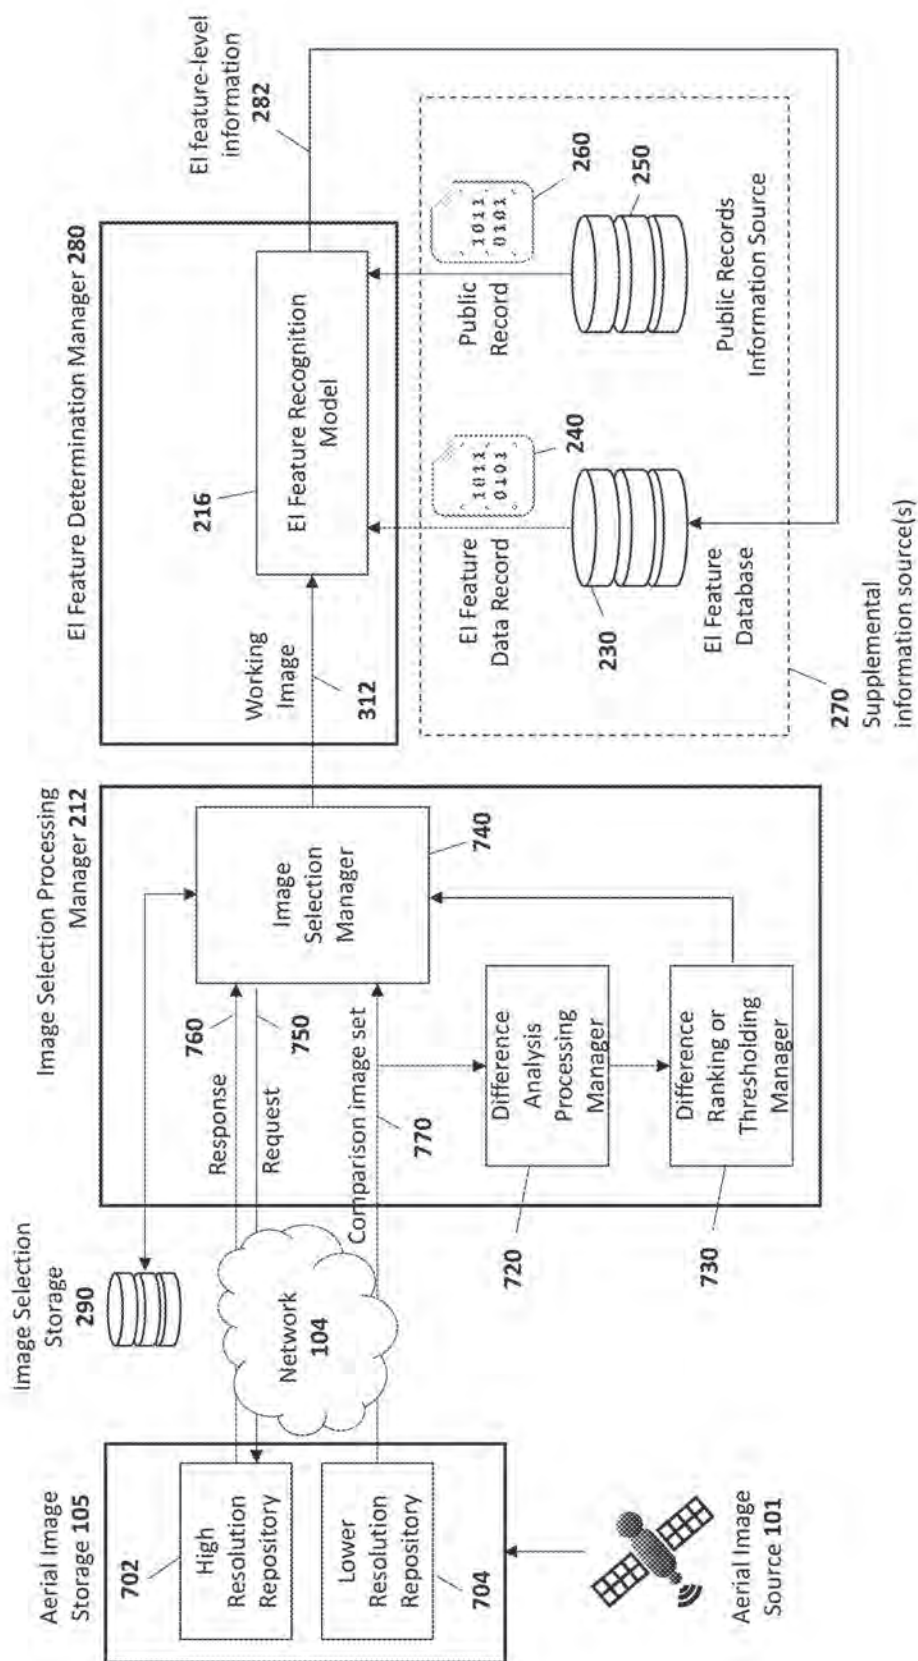 Aerial Image
Storage 105
702
High
Resolution
Repository
Lower
Resolution
Repository
704
Aerial Image
Source 101
Image Selection
Storage
290
Network
104
Image Selection Processing
Manager 212
Response
760
Request
750
Comparison image set
770
Image
Selection
Manager
740
Difference
Analysis
Processing
Manager
720
Difference
Ranking or
Thresholding
Manager
730
EI Feature Determination Manager 280
Working
Image
312
216
EI Feature Recognition
Model
EI feature-level
information
282
EI Feature
Data Record
1011
0101
240
Public
Record
1011
0101
260
230
EI Feature
Database
250
Public Records
Information Source
270
Supplemental
information source(s)